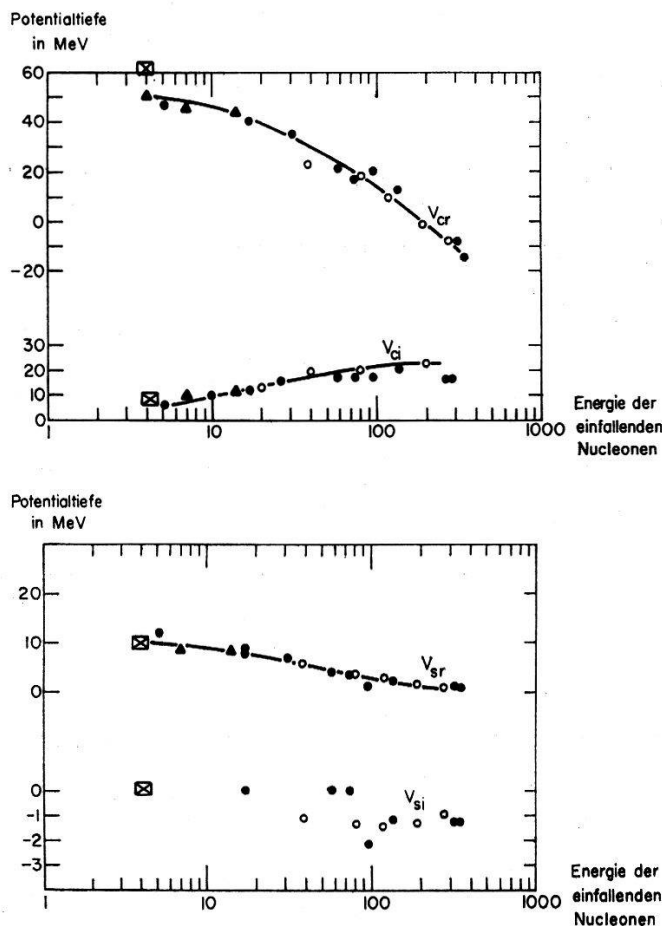 Potentialtiefe
in MeV
60
40
20
0
-20
V_cr
30
20
10
0
V_ci
1 10 100 1000
Energie der
einfallenden
Nucleonen
Potentialtiefe
in MeV
20
10
0
V_sr
0
-1
-2
-3
V_si
1 10 100 1000
Energie der
einfallenden
Nucleonen